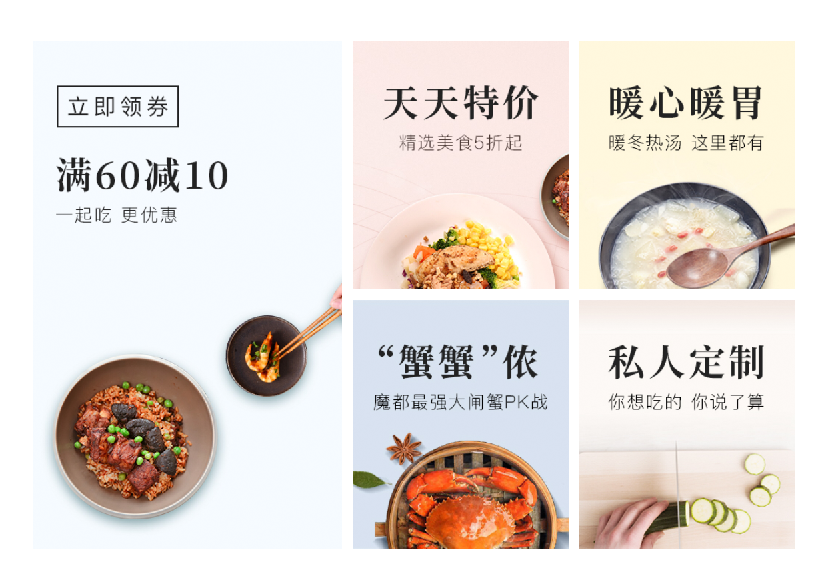 立即领券
满60减10
一起吃 更优惠
天天特价
精选美食5折起
暖心暖胃
暖冬热汤 这里都有
“蟹蟹”侬
魔都最强大闸蟹PK战
私人定制
你想吃的 你说了算